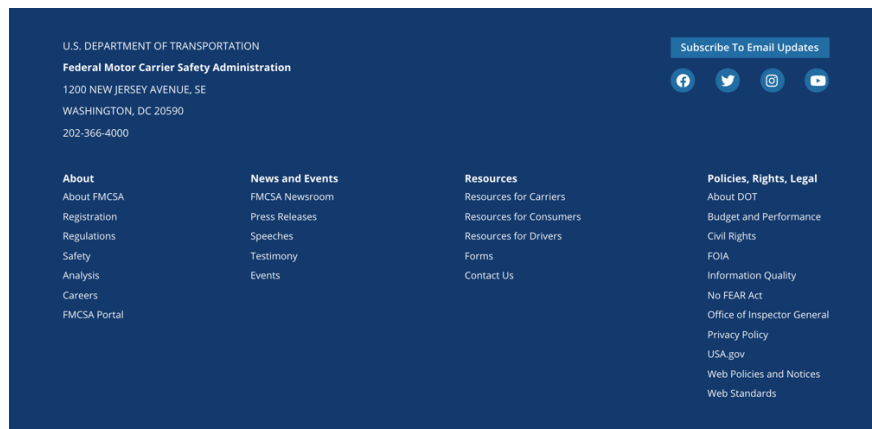 U.S. DEPARTMENT OF TRANSPORTATION
Federal Motor Carrier Safety Administration
1200 NEW JERSEY AVENUE, SE
WASHINGTON, DC 20590
202-366-4000
Subscribe To Email Updates
About
About FMCSA
Registration
Regulations
Safety
Analysis
Careers
FMCSA Portal
News and Events
FMCSA Newsroom
Press Releases
Speeches
Testimony
Events
Resources
Resources for Carriers
Resources for Consumers
Resources for Drivers
Forms
Contact Us
Policies, Rights, Legal
About DOT
Budget and Performance
Civil Rights
FOIA
Information Quality
No FEAR Act
Office of Inspector General
Privacy Policy
USA.gov
Web Policies and Notices
Web Standards